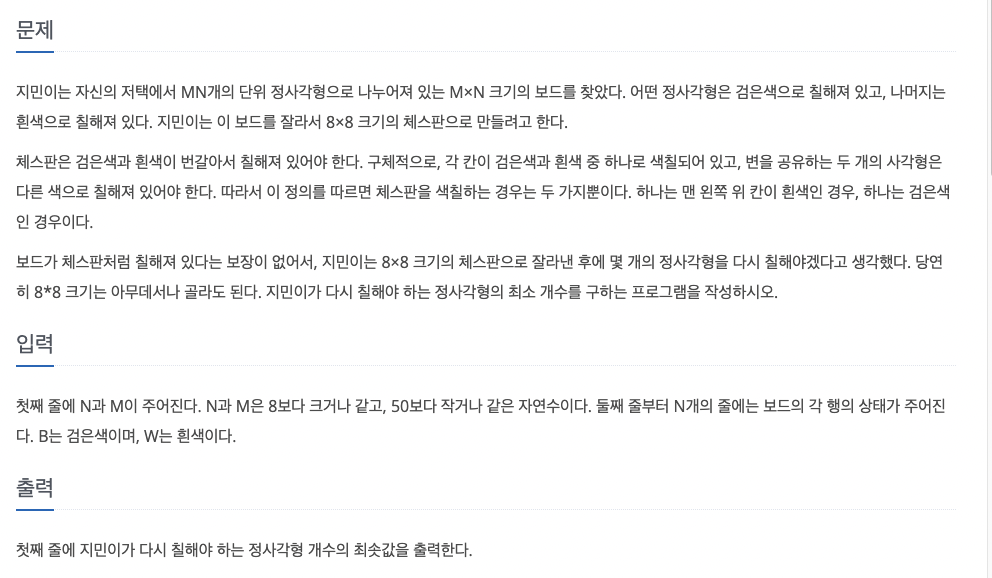 문제
지민이는 자신의 저택에서 MN개의 단위 정사각형으로 나누어져 있는 M×N 크기의 보드를 찾았다. 어떤 정사각형은 검은색으로 칠해져 있고, 나머지는
흰색으로 칠해져 있다. 지민이는 이 보드를 잘라서 8×8 크기의 체스판으로 만들려고 한다.
체스판은 검은색과 흰색이 번갈아서 칠해져 있어야 한다. 구체적으로, 각 칸이 검은색과 흰색 중 하나로 색칠되어 있고, 변을 공유하는 두 개의 사각형은
다른 색으로 칠해져 있어야 한다. 따라서 이 정의를 따르면 체스판을 색칠하는 경우는 두 가지뿐이다. 하나는 맨 왼쪽 위 칸이 흰색인 경우, 하나는 검은색
인 경우이다.
보드가 체스판처럼 칠해져 있다는 보장이 없어서, 지민이는 8×8 크기의 체스판으로 잘라낸 후에 몇 개의 정사각형을 다시 칠해야겠다고 생각했다. 당연
히 8*8 크기는 아무데서나 골라도 된다. 지민이가 다시 칠해야 하는 정사각형의 최소 개수를 구하는 프로그램을 작성하시오.
입력
첫째 줄에 N과 M이 주어진다. N과 M은 8보다 크거나 같고, 50보다 작거나 같은 자연수이다. 둘째 줄부터 N개의 줄에는 보드의 각 행의 상태가 주어진
다. B는 검은색이며, W는 흰색이다.
출력
첫째 줄에 지민이가 다시 칠해야 하는 정사각형 개수의 최솟값을 출력한다.